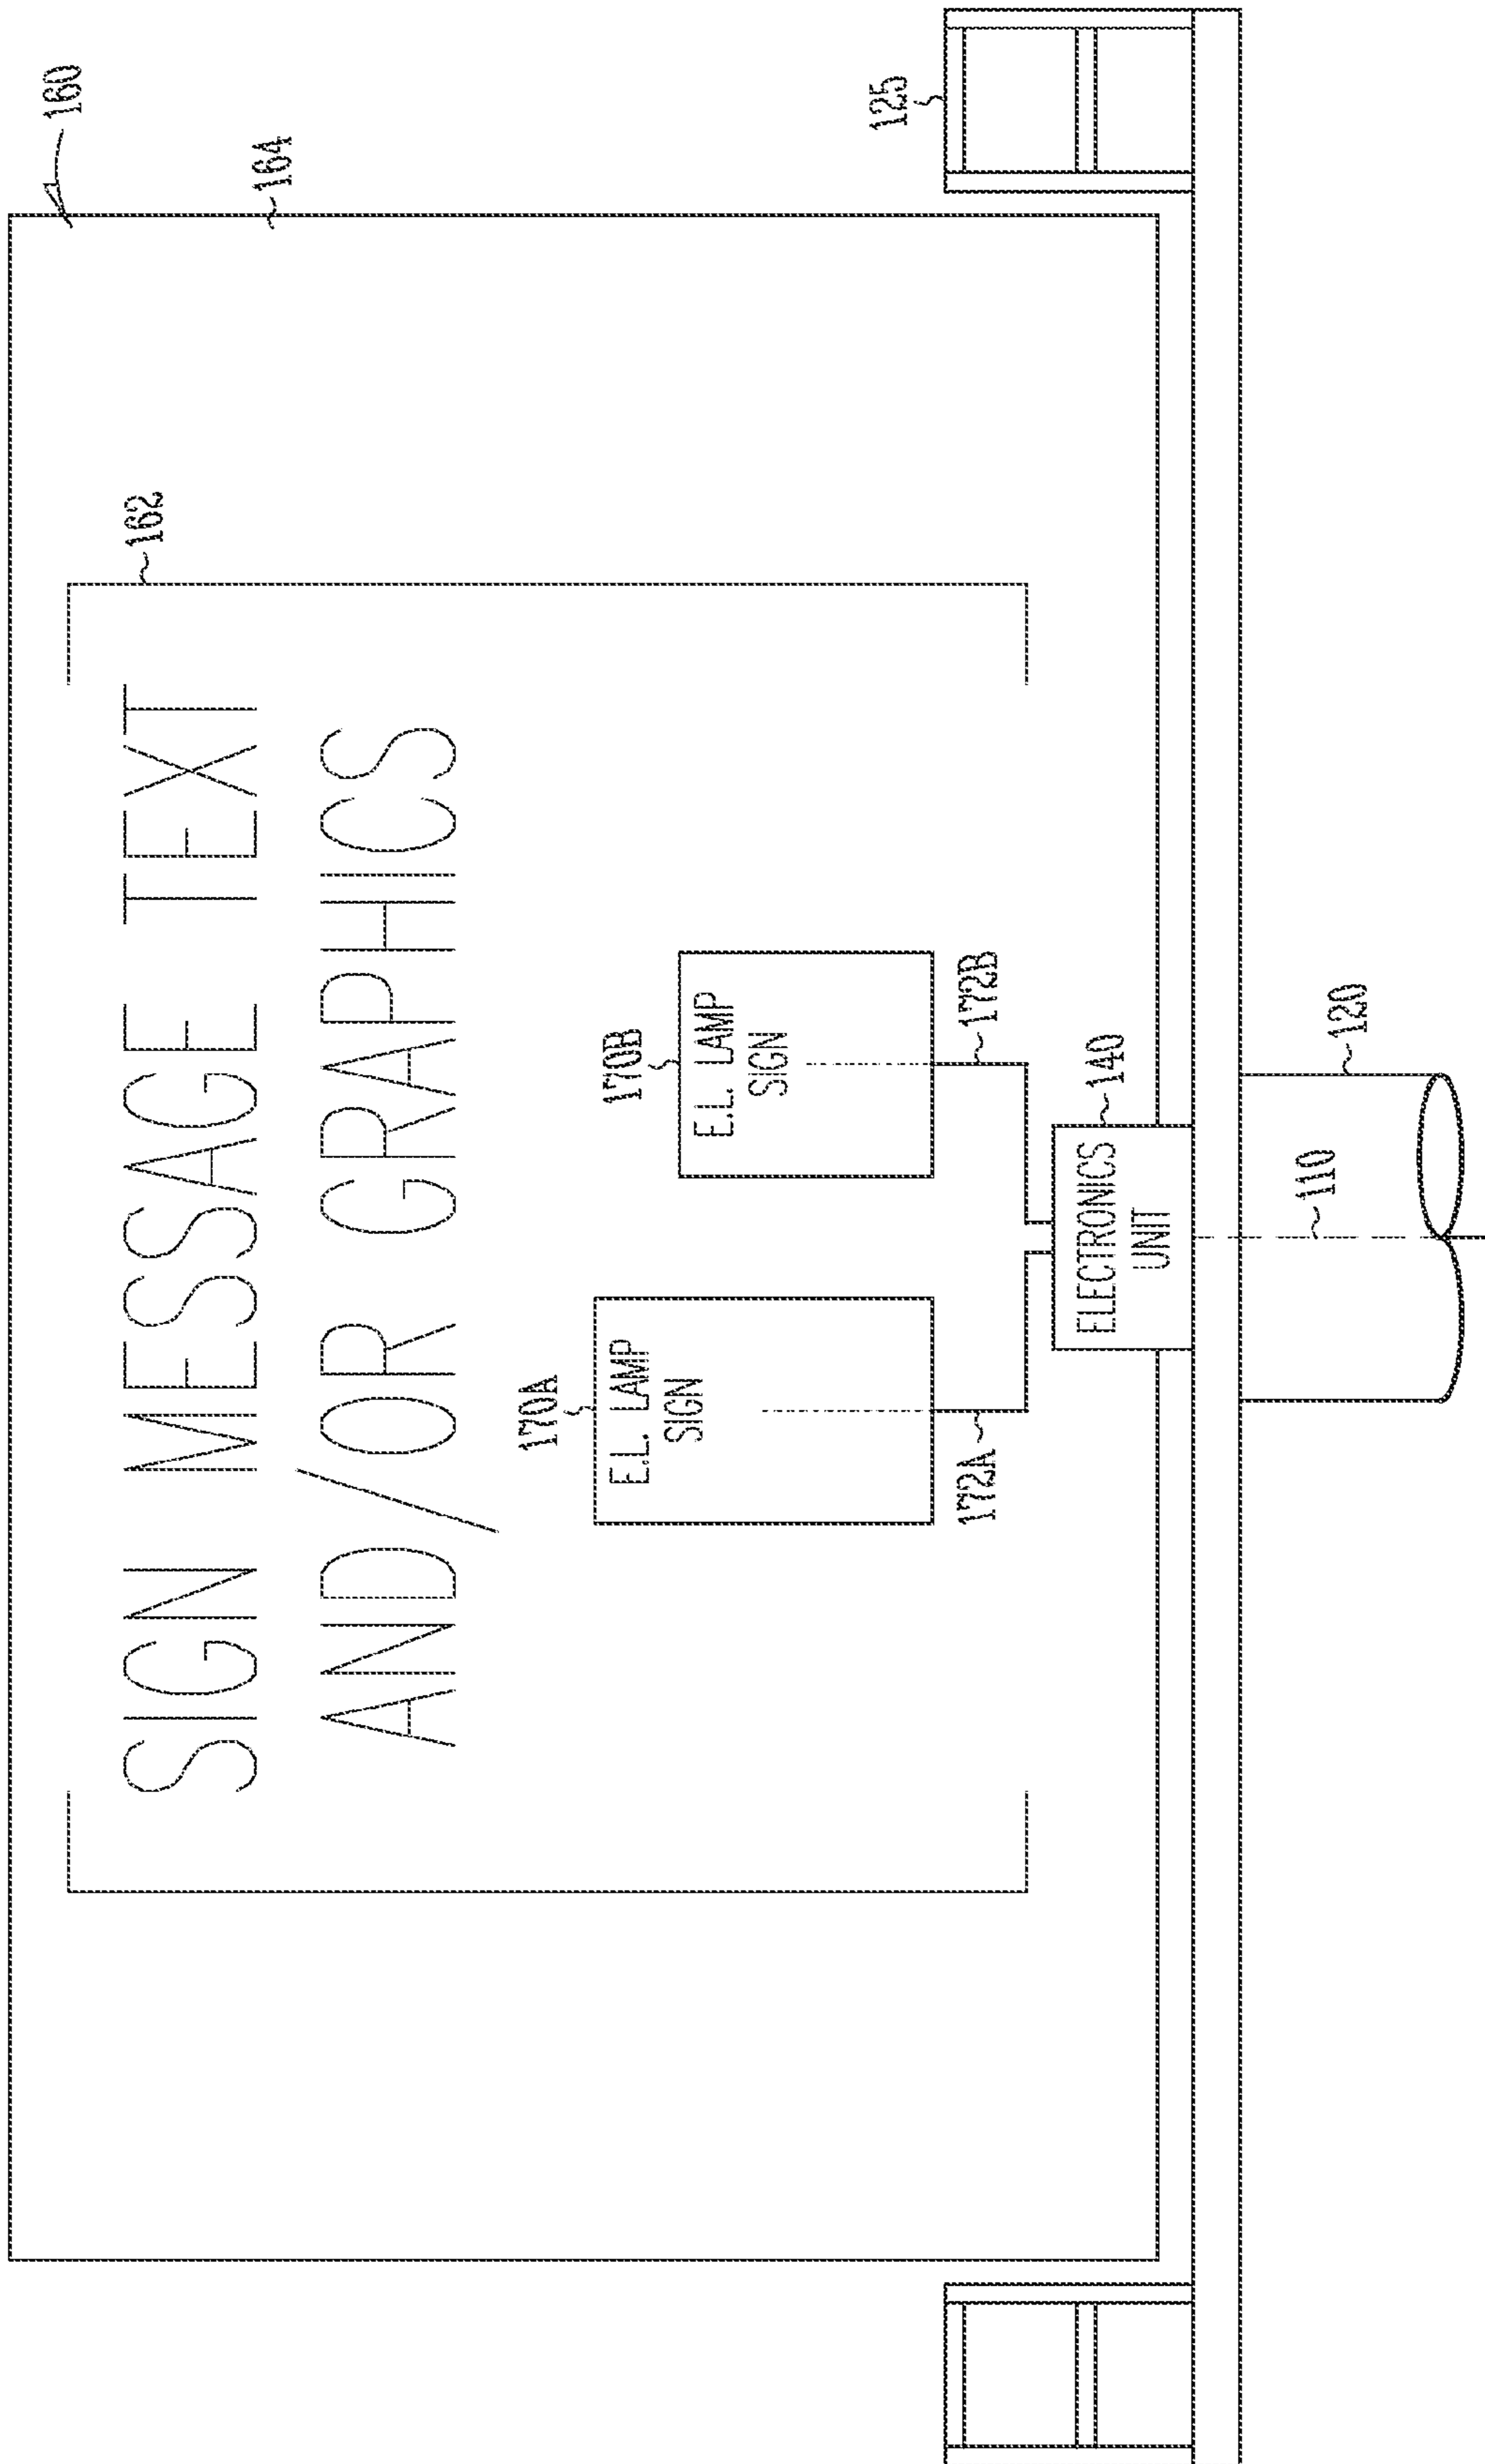 160
164
SIGN MESSAGE TEXT
162
AND/OR GRAPHICS
170A
170B
E.L. LAMP
SIGN
E.L. LAMP
SIGN
125
172A
172B
ELECTRONICS
UNIT
140
110
120